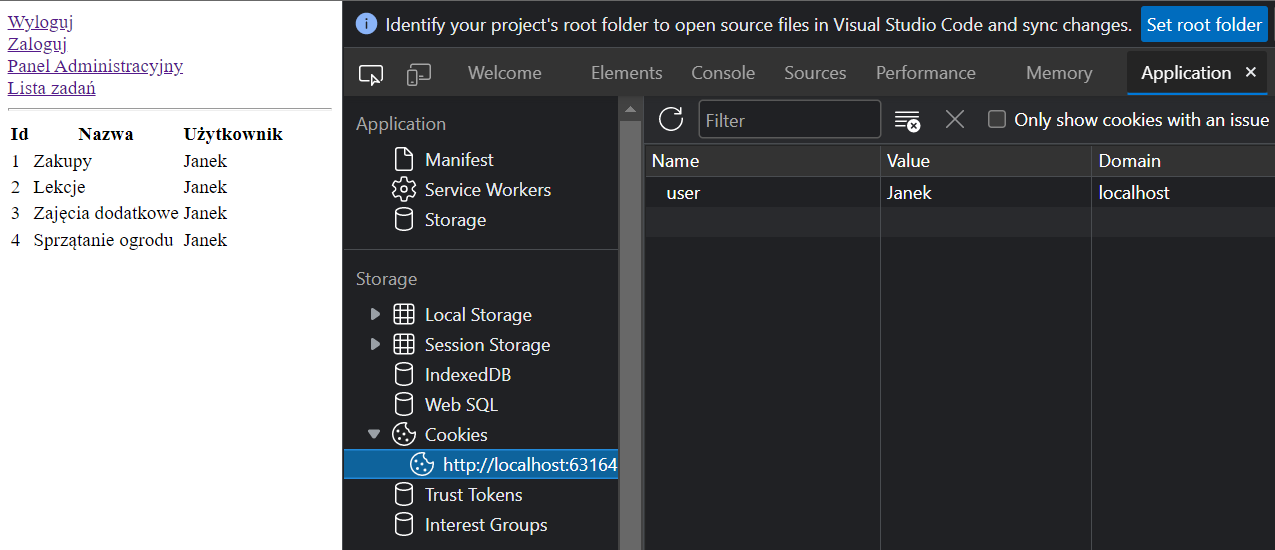 Wyloguj
Zaloguj
Panel Administracyjny
Lista zadań
Id Nazwa Użytkownik
1 Zakupy Janek
2 Lekcje Janek
3 Zajęcia dodatkowe Janek
4 Sprzątanie ogrodu Janek
Identify your project's root folder to open source files in Visual Studio Code and sync changes. Set root folder
Welcome Elements Console Sources Performance Memory Application
Application
Manifest
Service Workers
Storage
Storage
Local Storage
Session Storage
IndexedDB
Web SQL
Cookies
http://localhost:63164
Trust Tokens
Interest Groups
Filter Only show cookies with an issue
Name Value Domain
user Janek localhost